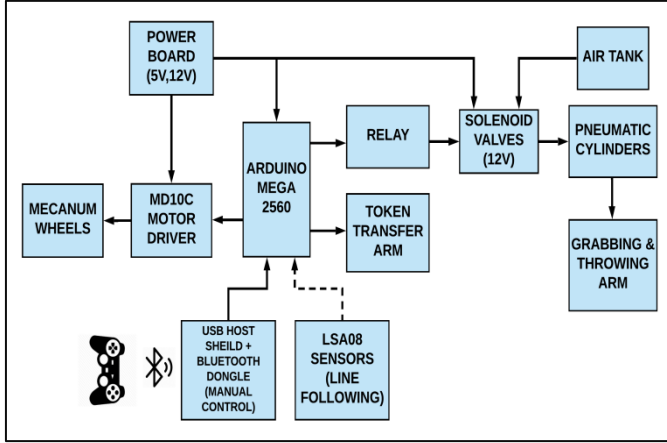 POWER
BOARD
(5V,12V)
AIR TANK
ARDUINO
MEGA
2560
RELAY
SOLENOID
VALVES
(12V)
PNEUMATIC
CYLINDERS
MECANUM
WHEELS
MD10C
MOTOR
DRIVER
TOKEN
TRANSFER
ARM
GRABBING &
THROWING
ARM
USB HOST
SHEILD +
BLUETOOTH
DONGLE
(MANUAL
CONTROL)
LSA08
SENSORS
(LINE
FOLLOWING)